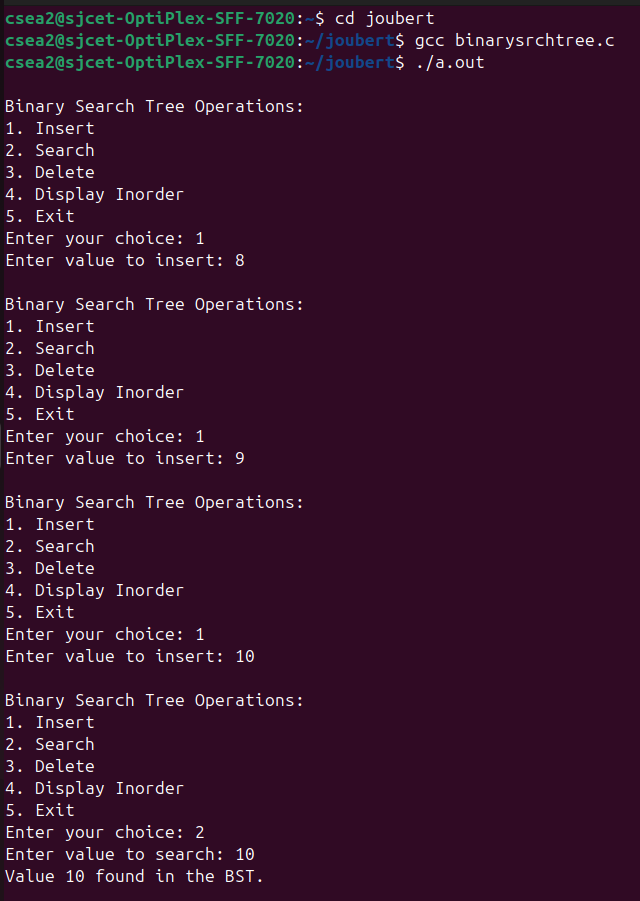 csea2@sjcet-OptiPlex-SFF-7020:~$ cd joubert
csea2@sjcet-OptiPlex-SFF-7020:~/joubert$ gcc binarysrchtree.c
csea2@sjcet-OptiPlex-SFF-7020:~/joubert$ ./a.out
Binary Search Tree Operations:
1. Insert
2. Search
3. Delete
4. Display Inorder
5. Exit
Enter your choice: 1
Enter value to insert: 8
Binary Search Tree Operations:
1. Insert
2. Search
3. Delete
4. Display Inorder
5. Exit
Enter your choice: 1
Enter value to insert: 9
Binary Search Tree Operations:
1. Insert
2. Search
3. Delete
4. Display Inorder
5. Exit
Enter your choice: 1
Enter value to insert: 10
Binary Search Tree Operations:
1. Insert
2. Search
3. Delete
4. Display Inorder
5. Exit
Enter your choice: 2
Enter value to search: 10
Value 10 found in the BST.